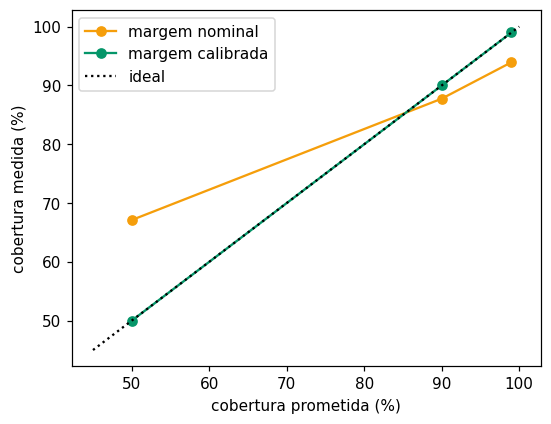 margem nominal
margem calibrada
ideal
100
90
80
70
60
50
cobertura medida (%)
50
60
70
80
90
100
cobertura prometida (%)